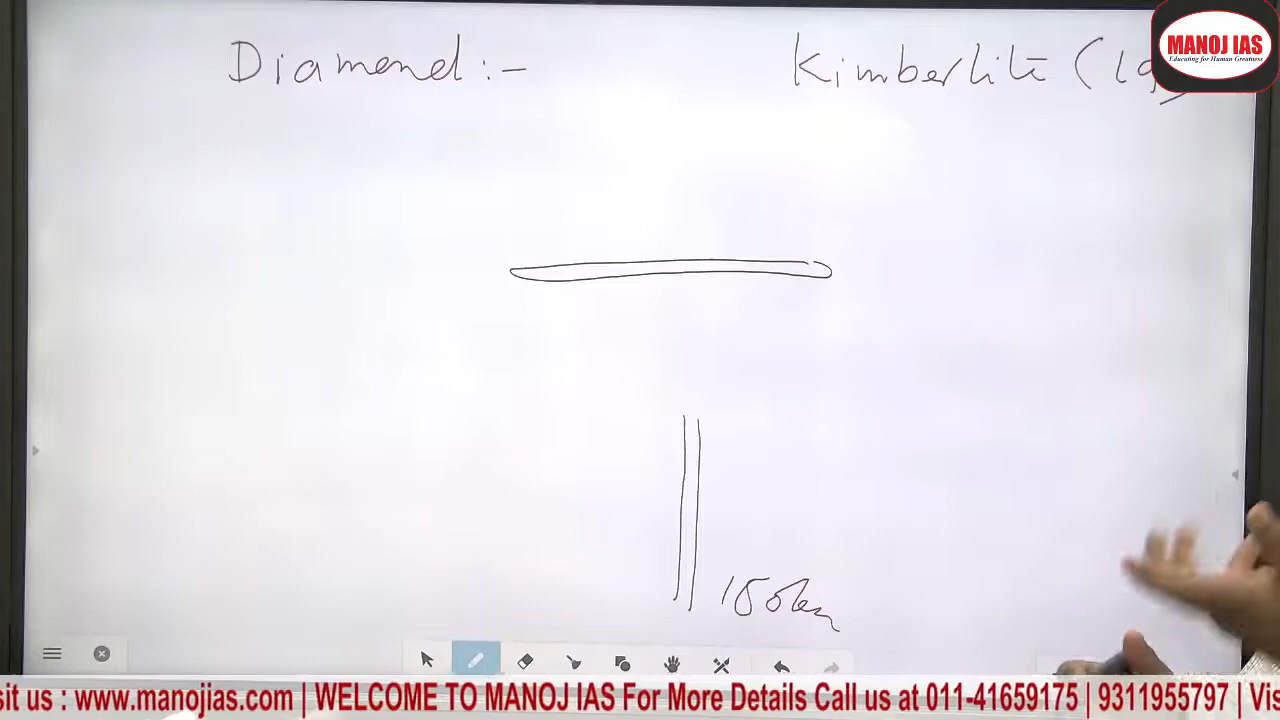 Diamond :- Kimberlite (
MANOJ IAS
Educating for Human Greatness
150km
sit us : www.manojias.com | WELCOME TO MANOJ IAS For More Details Call us at 011-41659175 | 9311955797 | Vis